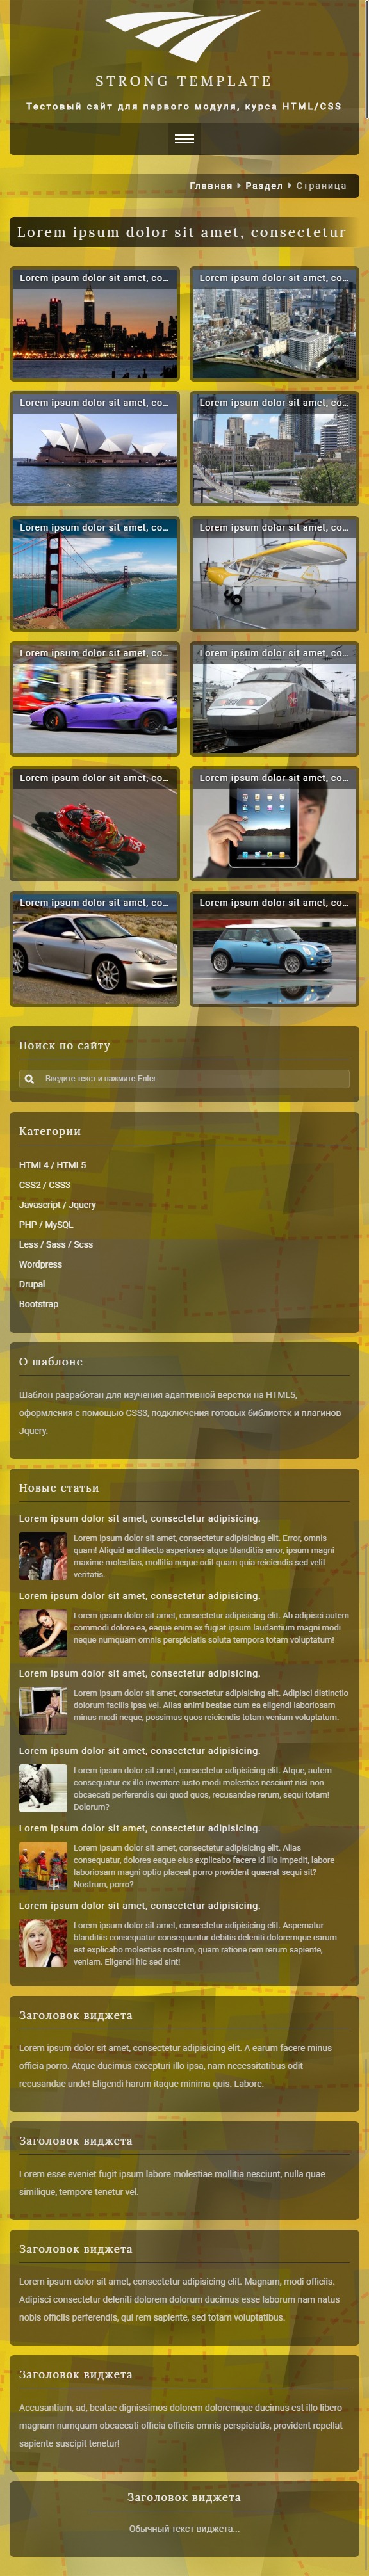 STRONG TEMPLATE
Тестовый сайт для первого модуля, курса HTML/CSS
Главная Раздел Страница
Lorem ipsum dolor sit amet, consectetur
Lorem ipsum dolor sit amet, co... Lorem ipsum dolor sit amet, co...
Lorem ipsum dolor sit amet, co... Lorem ipsum dolor sit amet, co...
Lorem ipsum dolor sit amet, co... Lorem ipsum dolor sit amet, co...
Lorem ipsum dolor sit amet, co... Lorem ipsum dolor sit amet, co...
Lorem ipsum dolor sit amet, co... Lorem ipsum dolor sit amet, co...
Lorem ipsum dolor sit amet, co... Lorem ipsum dolor sit amet, co...
Поиск по сайту
Введите текст и нажмите Enter
Категории
HTML4 / HTML5
CSS2 / CSS3
Javascript / Jquery
PHP / MySQL
Less / Sass / Scss
Wordpress
Drupal
Bootstrap
О шаблоне
Шаблон разработан для изучения адаптивной верстки на HTML5,
оформления с помощью CSS3, подключения готовых библиотек и плагинов
Jquery.
Новые статьи
Lorem ipsum dolor sit amet, consectetur adipisicing.
Lorem ipsum dolor sit amet, consectetur adipisicing elit. Error, omnis
quam! Aliquid architecto asperiores atque blanditiis error, ipsum magni
maxime molestias, mollitia neque odit quam quia reiciendis sed velit
veritatis.
Lorem ipsum dolor sit amet, consectetur adipisicing.
Lorem ipsum dolor sit amet, consectetur adipisicing elit. Ab adipisci autem
commodi dolore ea, eaque enim ex fugiat ipsum laudantium magni modi
neque numquam omnis perspiciatis soluta tempora totam voluptatum!
Lorem ipsum dolor sit amet, consectetur adipisicing.
Lorem ipsum dolor sit amet, consectetur adipisicing elit. Adipisci distinctio
dolorum facilis ipsa vel. Alias animi beatae cum ea eligendi laboriosam
minus modi neque, possimus quos reiciendis totam veniam voluptatum.
Lorem ipsum dolor sit amet, consectetur adipisicing.
Lorem ipsum dolor sit amet, consectetur adipisicing elit. Atque, autem
consequatur ex illo inventore iusto modi molestias nesciunt nisi non
obcaecati perferendis qui quod quos, recusandae rerum, sequi totam!
Dolorum?
Lorem ipsum dolor sit amet, consectetur adipisicing.
Lorem ipsum dolor sit amet, consectetur adipisicing elit. Alias
consequatur, dolores eaque eius explicabo facere id illo impedit, labore
laboriosam magni optio placeat porro provident quaerat sequi sit?
Nostrum, porro?
Lorem ipsum dolor sit amet, consectetur adipisicing.
Lorem ipsum dolor sit amet, consectetur adipisicing elit. Aspernatur
blanditiis consequatur consequuntur debitis deleniti doloremque earum
est explicabo molestias nostrum, quam ratione rem rerum sapiente,
veniam. Eligendi hic sed sint!
Заголовок виджета
Lorem ipsum dolor sit amet, consectetur adipisicing elit. A earum facere minus
officia porro. Atque ducimus excepturi illo ipsa, nam necessitatibus odit
recusandae unde! Eligendi harum itaque minima quis. Labore.
Заголовок виджета
Lorem esse eveniet fugit ipsum labore molestiae mollitia nesciunt, nulla quae
similique, tempore tenetur vel.
Заголовок виджета
Lorem ipsum dolor sit amet, consectetur adipisicing elit. Magnam, modi officiis.
Adipisci consectetur deleniti dolorem dolorum ducimus esse laborum nam natus
nobis officiis perferendis, qui rem sapiente, sed totam voluptatibus.
Заголовок виджета
Accusantium, ad, beatae dignissimos dolorem doloremque ducimus est illo libero
magnam numquam obcaecati officia officiis omnis perspiciatis, provident repellat
sapiente suscipit tenetur!
Заголовок виджета
Обычный текст виджета...